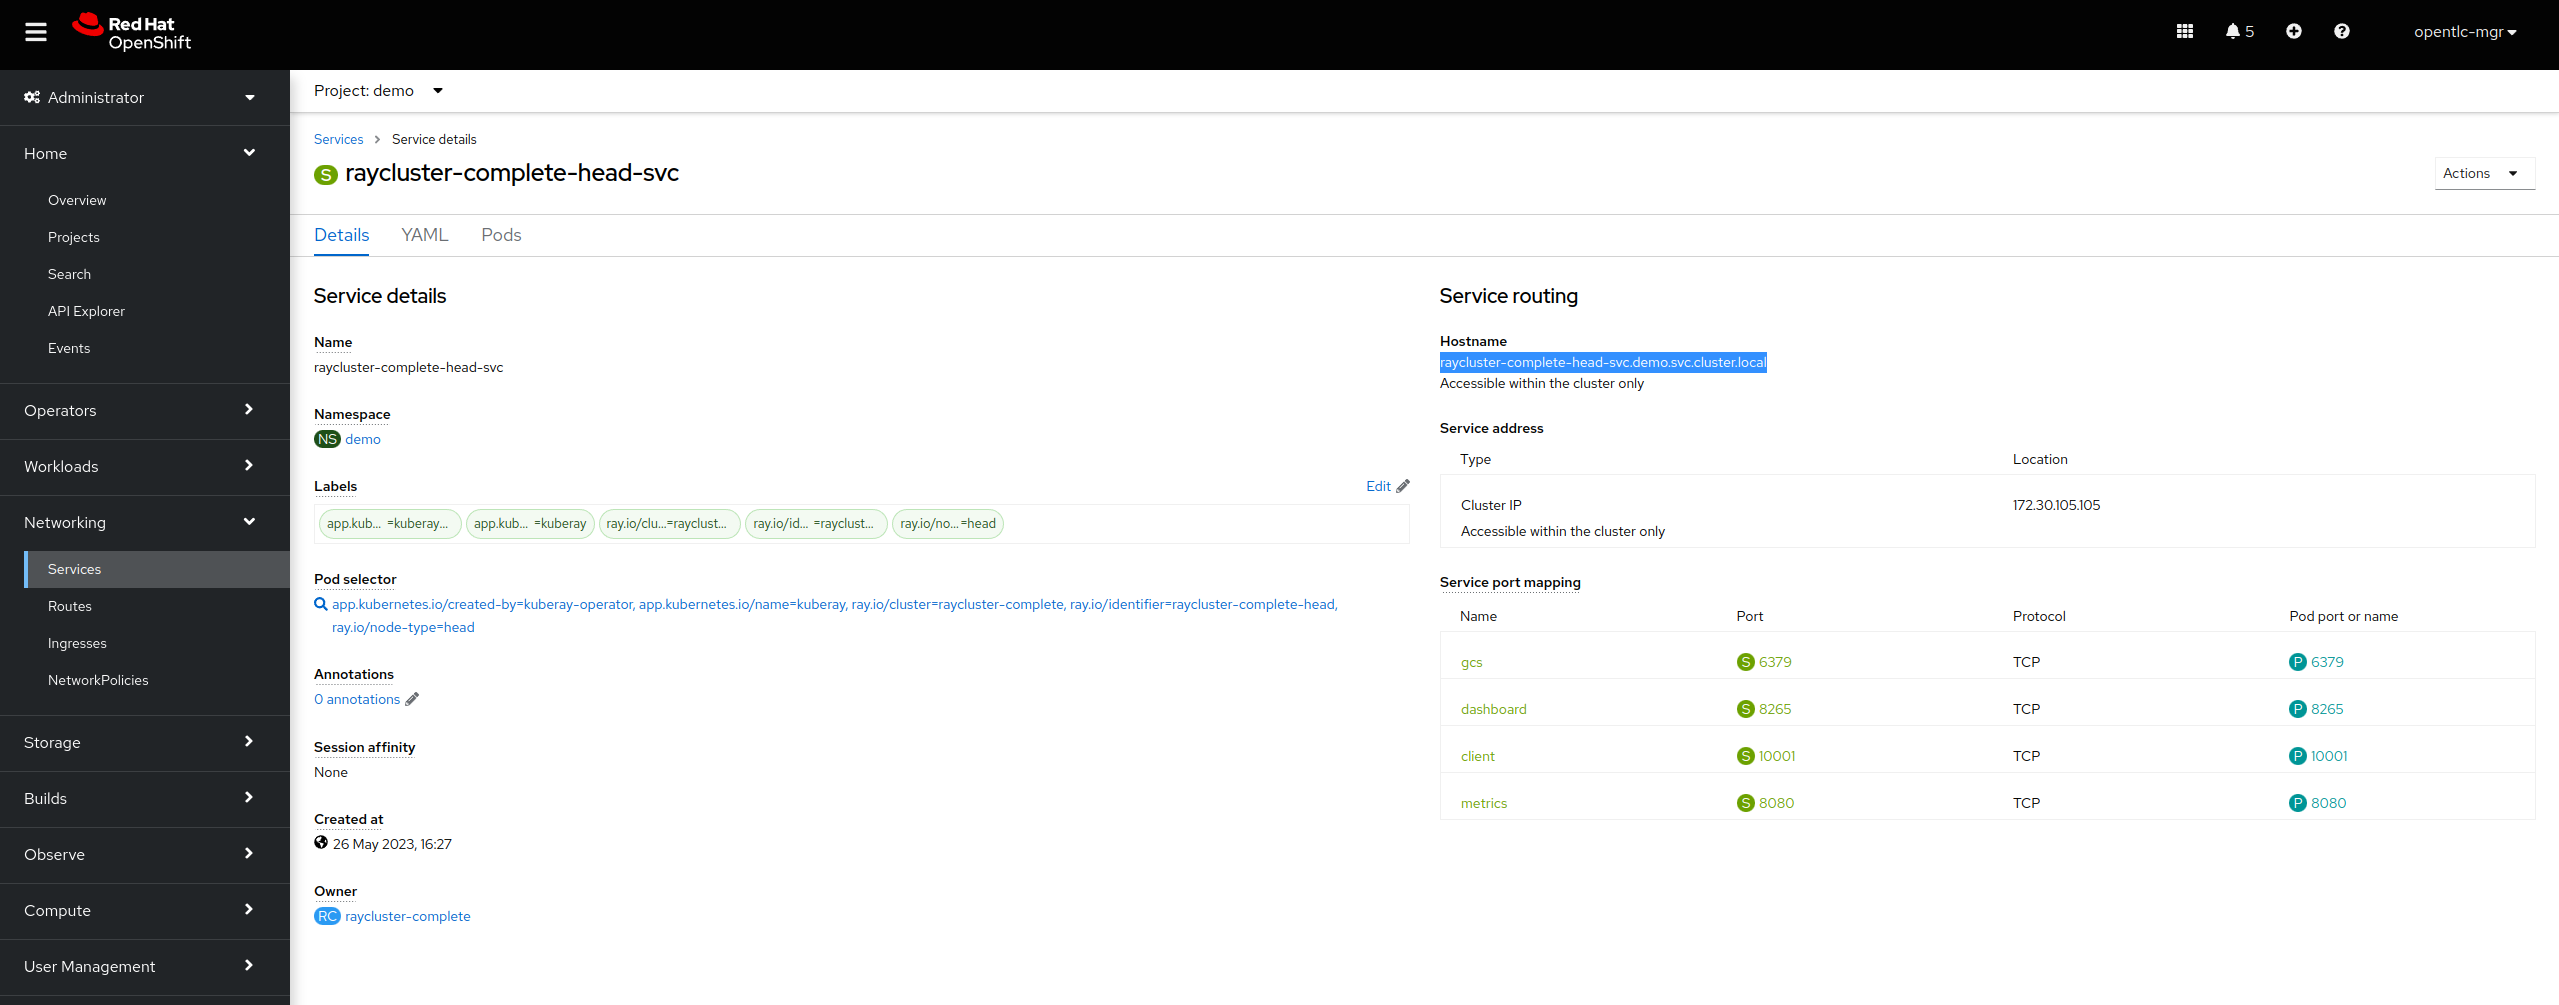 Red Hat
OpenShift
5
opentlc-mgr
Administrator
Home
Overview
Projects
Search
API Explorer
Events
Operators
Workloads
Networking
Services
Routes
Ingresses
NetworkPolicies
Storage
Builds
Observe
Compute
User Management
Project: demo
Services > Service details
S raycluster-complete-head-svc
Actions
Details YAML Pods
Service details
Name
raycluster-complete-head-svc
Namespace
NS demo
Labels
Edit
app.kub... =kuberay... app.kub... =kuberay ray.io/clu...=rayclust... ray.io/id... =rayclust... ray.io/no... =head
Pod selector
app.kubernetes.io/created-by=kuberay-operator, app.kubernetes.io/name=kuberay, ray.io/cluster=raycluster-complete, ray.io/identifier=raycluster-complete-head,
ray.io/node-type=head
Annotations
0 annotations
Session affinity
None
Created at
26 May 2023, 16:27
Owner
RC raycluster-complete
Service routing
Hostname
raycluster-complete-head-svc.demo.svc.cluster.local
Accessible within the cluster only
Service address
Type Location
Cluster IP 172.30.105.105
Accessible within the cluster only
Service port mapping
Name Port Protocol Pod port or name
gcs S 6379 TCP P 6379
dashboard S 8265 TCP P 8265
client S 10001 TCP P 10001
metrics S 8080 TCP P 8080